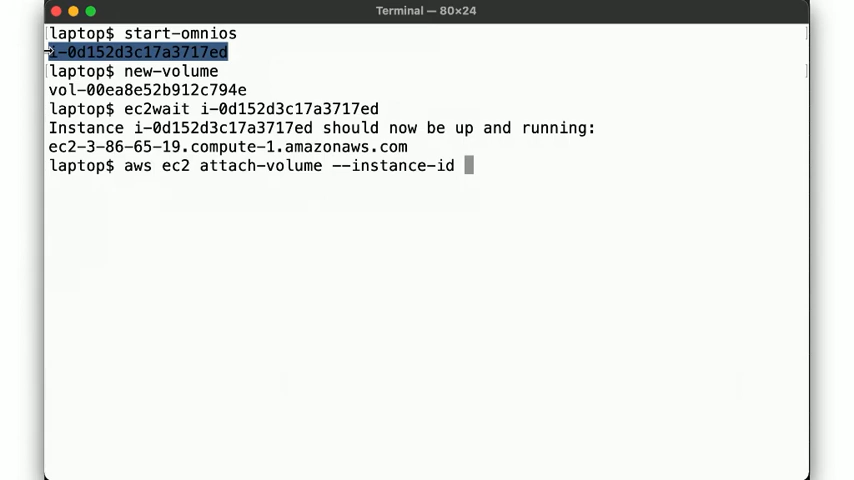 Terminal — 80×24
laptop$ start-omnios
i-0d152d3c17a3717ed
laptop$ new-volume
vol-00ea8e52b912c794e
laptop$ ec2wait i-0d152d3c17a3717ed
Instance i-0d152d3c17a3717ed should now be up and running:
ec2-3-86-65-19.compute-1.amazonaws.com
laptop$ aws ec2 attach-volume --instance-id